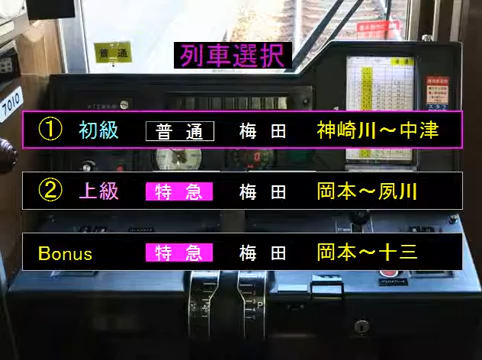 普通
列車選択
7010
① 初級 普通 梅田 神崎川～中津
② 上級 特急 梅田 岡本～夙川
Bonus 特急 梅田 岡本～十三